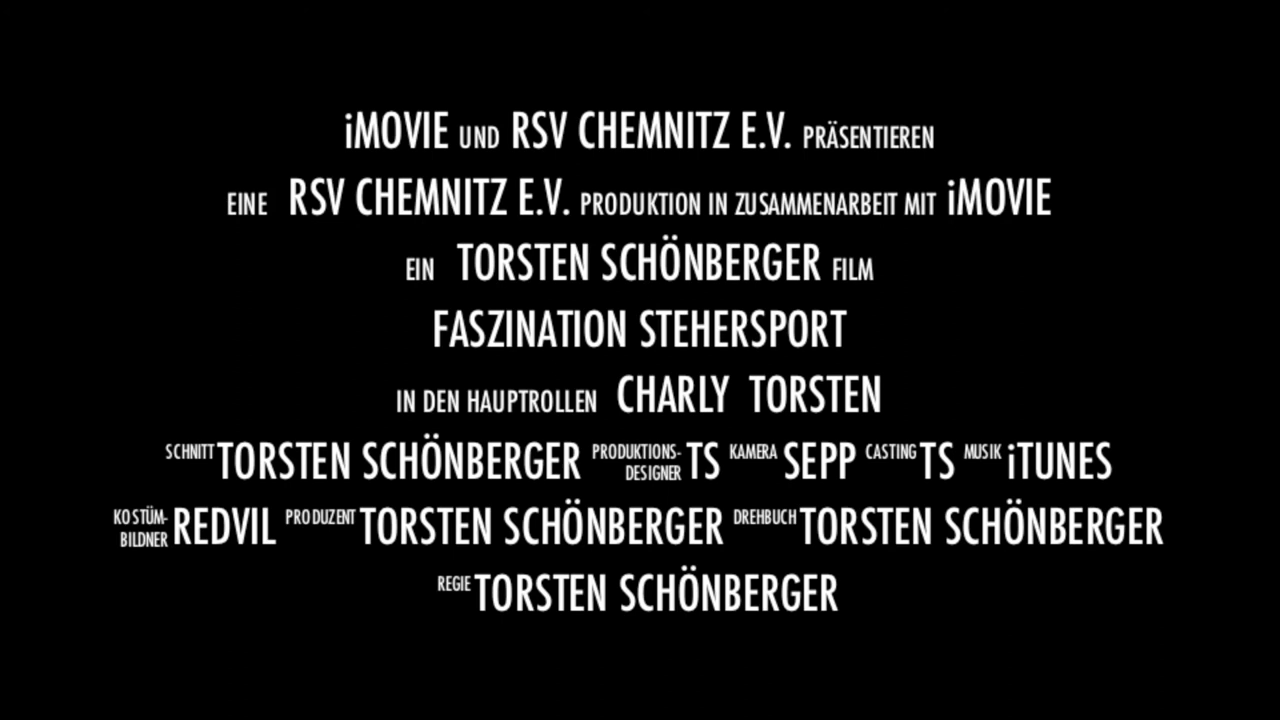 iMOVIE UND RSV CHEMNITZ E.V. PRÄSENTIEREN
EINE RSV CHEMNITZ E.V. PRODUKTION IN ZUSAMMENARBEIT MIT iMOVIE
EIN TORSTEN SCHÖNBERGER FILM
FASZINATION STEHERSPORT
IN DEN HAUPTROLLEN CHARLY TORSTEN
SCHNITT TORSTEN SCHÖNBERGER PRODUKTIONS-DESIGNER TS KAMERA SEPP CASTING TS MUSIK iTUNES
KOSTÜM-BILDNER REDVIL PRODUZENT TORSTEN SCHÖNBERGER DREHBUCH TORSTEN SCHÖNBERGER
REGIE TORSTEN SCHÖNBERGER